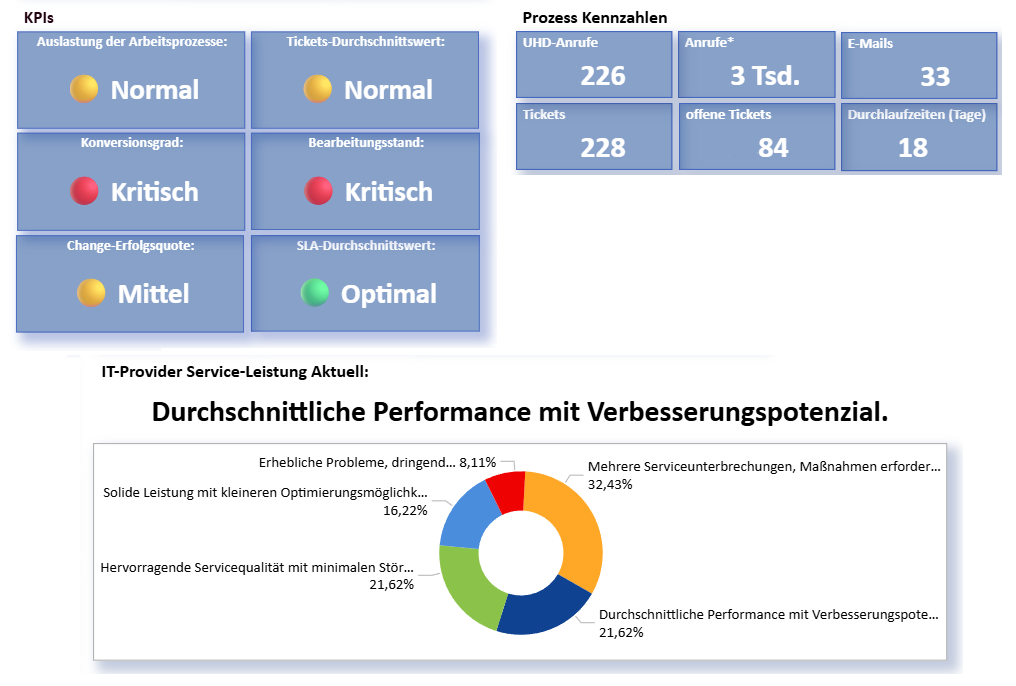 KPIs
Auslastung der Arbeitsprozesse:
Normal
Tickets-Durchschnittswert:
Normal
Konversionsgrad:
Kritisch
Bearbeitungsstand:
Kritisch
Change-Erfolgsquote:
Mittel
SLA-Durchschnittswert:
Optimal
Prozess Kennzahlen
UHD-Anrufe
226
Anrufe*
3 Tsd.
E-Mails
33
Tickets
228
offene Tickets
84
Durchlaufzeiten (Tage)
18
IT-Provider Service-Leistung Aktuell:
Durchschnittliche Performance mit Verbesserungspotenzial.
Erhebliche Probleme, dringend... 8,11%
Mehrere Serviceunterbrechungen, Maßnahmen erforder...
32,43%
Solide Leistung mit kleineren Optimierungsmöglichk...
16,22%
Hervorragende Servicequalität mit minimalen Stör...
21,62%
Durchschnittliche Performance mit Verbesserungspote...
21,62%